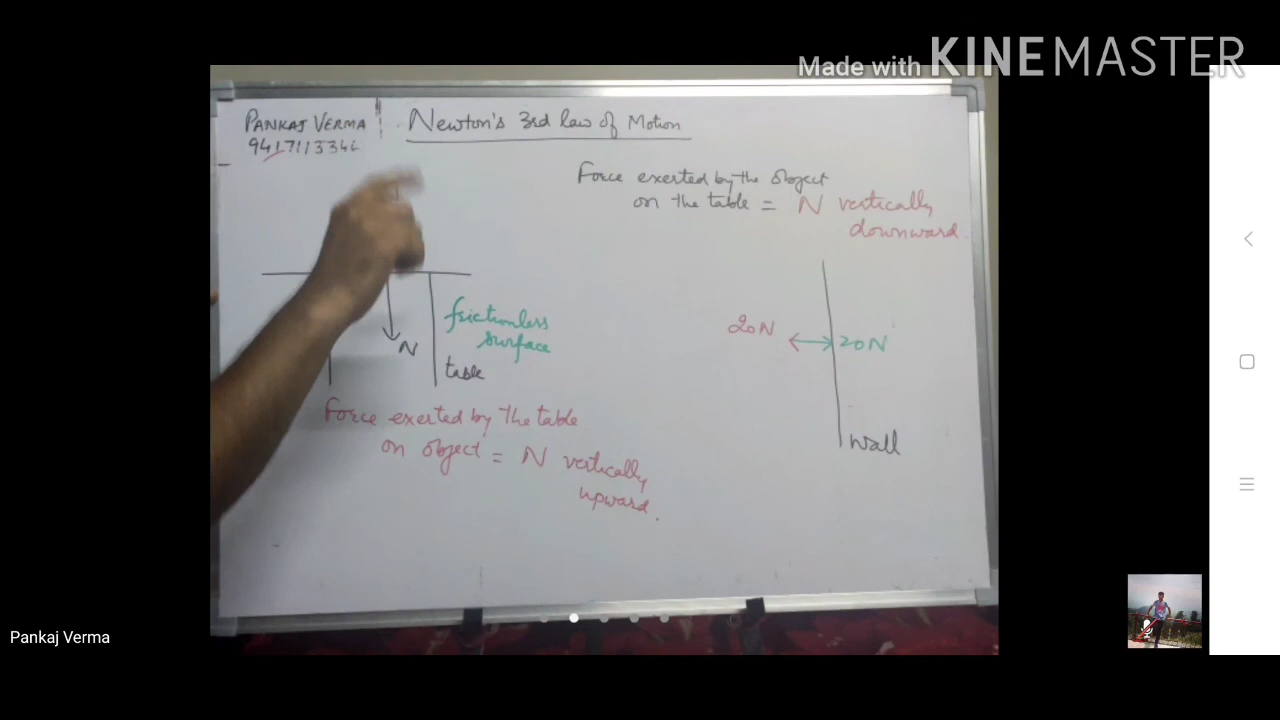 Made with KINEMASTER
PANKAJ VERMA
Newton's 3rd law of Motion
Force exerted by the object
on the table = N vertically
downward.
frictionless
surface
N
table
20N
20N
wall
Force exerted by the table
on object = N vertically
upward.
Pankaj Verma